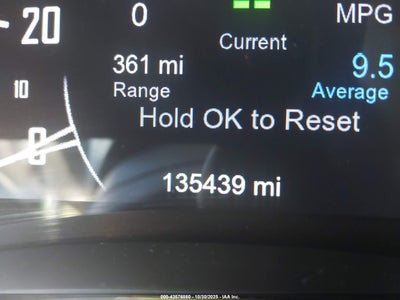 20
0
MPG
Current
361 mi
9.5
10
Range
Average
Hold OK to Reset
0
135439 mi
000-43576860 - 10/30/2025 - IAA Inc.